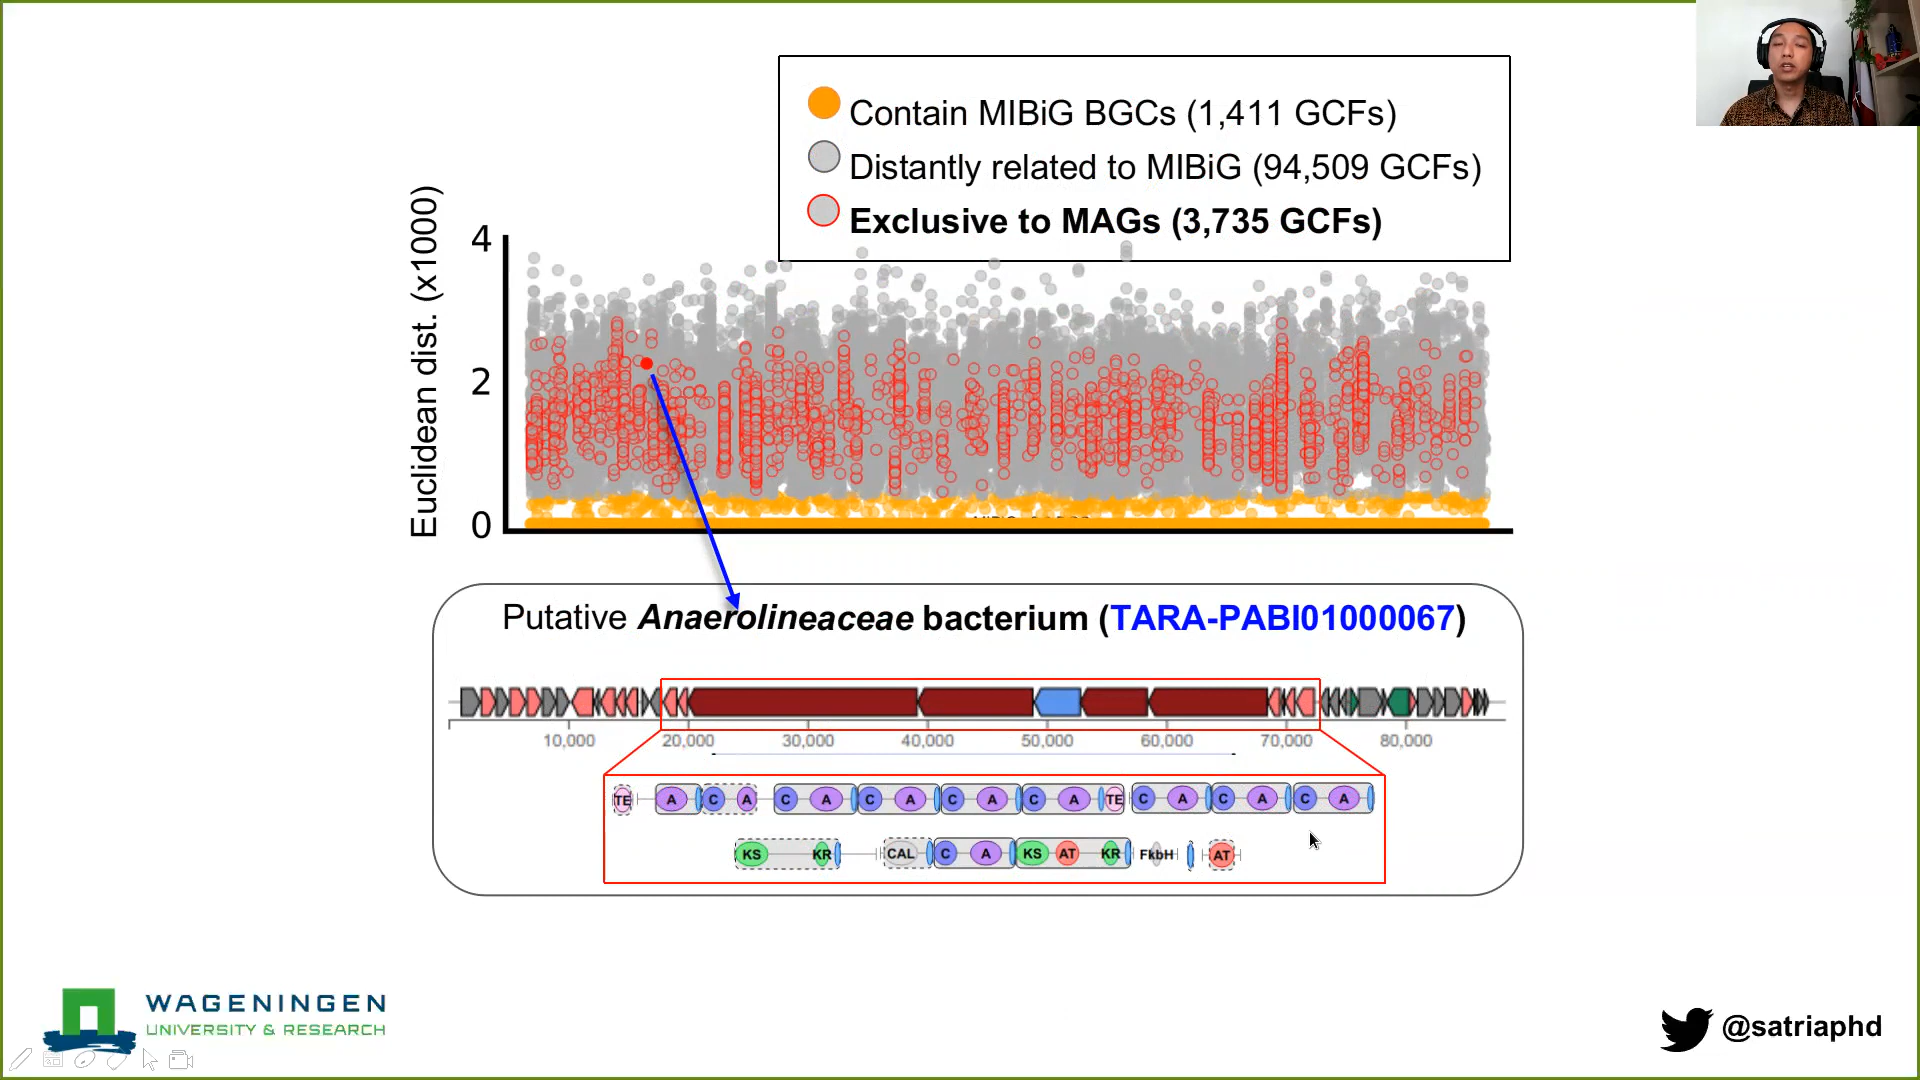 Contain MIBiG BGCs (1,411 GCFs)
Distantly related to MIBiG (94,509 GCFs)
Exclusive to MAGs (3,735 GCFs)
Euclidean dist. (x1000)
4
2
0
Putative Anaerolineaceae bacterium (TARA-PABI01000067)
10,000 20,000 30,000 40,000 50,000 60,000 70,000 80,000
TE A C A C A C A C A C A TE C A C A C A
KS KR CAL C A KS AT KR FkbH AT
WAGENINGEN
UNIVERSITY & RESEARCH
@satriaphd